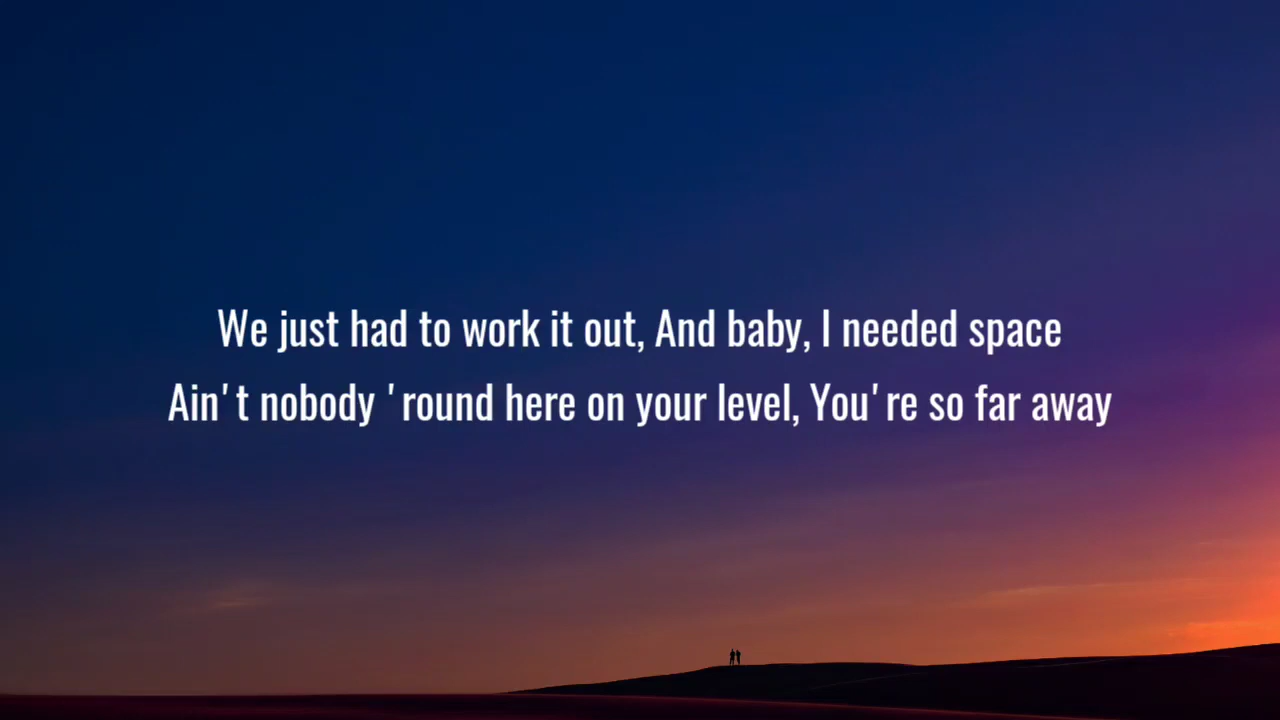 We just had to work it out, And baby, I needed space
Ain't nobody 'round here on your level, You're so far away